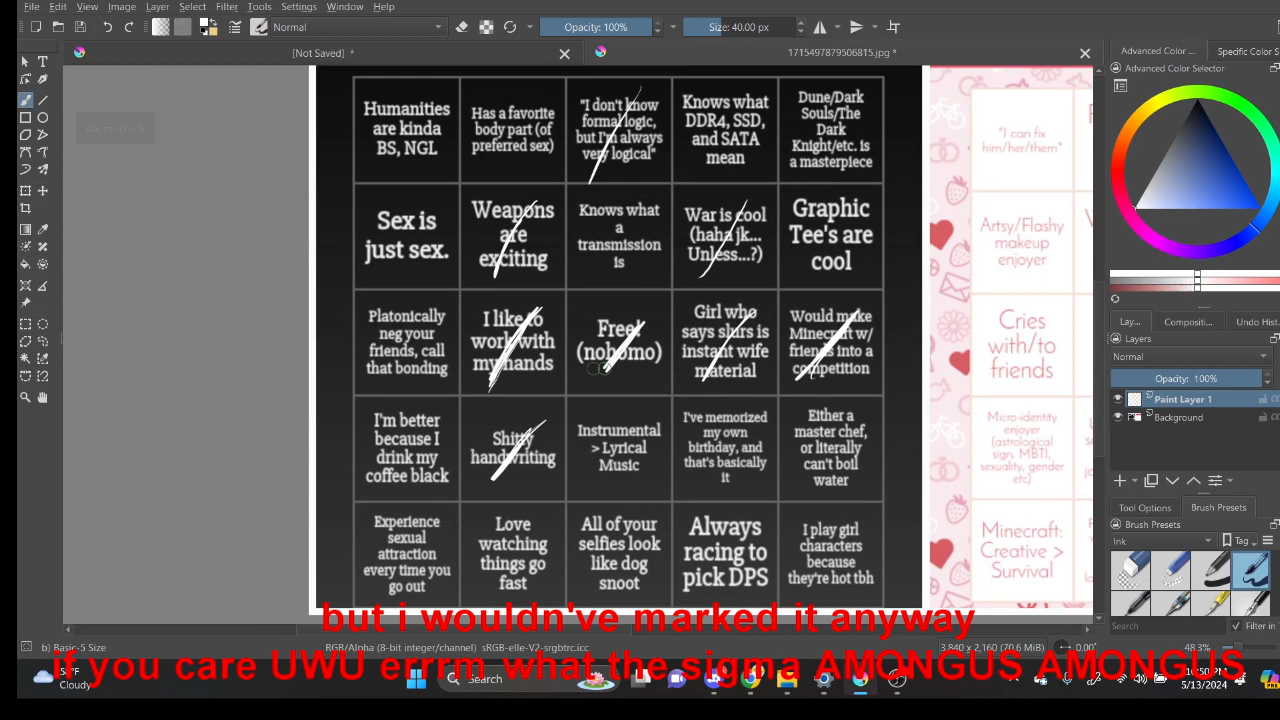 File Edit View Image Layer Select Filter Tools Settings Window Help
Normal
Opacity: 100%
Size: 40.00 px
[Not Saved] *
1715497879506815.jpg *
Advanced Color ...
Specific Color S
Advanced Color Selector
Zoom: 48.3 %
Humanities
are kinda
BS, NGL
Has a favorite
body part (of
preferred sex)
"I don't know
formal logic,
but I'm always
very logical"
Knows what
DDR4, SSD,
and SATA
mean
Dune/Dark
Souls/The
Dark
Knight/etc. is
a masterpiece
"I can fix
him/her/them"
Sex is
just sex.
Weapons
are
exciting
Knows what
a
transmission
is
War is cool
(haha jk...
Unless...?)
Graphic
Tee's are
cool
Artsy/Flashy
makeup
enjoyer
Platonically
neg your
friends, call
that bonding
I like to
work with
my hands
Free!
(nohomo)
Girl who
says slurs is
instant wife
material
Would make
Minecraft w/
friends into a
competition
Cries
with/to
friends
I'm better
because I
drink my
coffee black
Shitty
handwriting
Instrumental
> Lyrical
Music
I've memorized
my own
birthday, and
that's basically
it
Either a
master chef,
or literally
can't boil
water
Micro-identity
enjoyer
(astrological
sign, MBTI,
sexuality, gender
etc)
Experience
sexual
attraction
every time you
go out
Love
watching
things go
fast
All of your
selfies look
like dog
snoot
Always
racing to
pick DPS
I play girl
characters
because
they're hot tbh
Minecraft:
Creative >
Survival
Lay...
Compositi...
Undo Hist...
Layers
Normal
Opacity: 100%
Paint Layer 1
Background
Tool Options
Brush Presets
Brush Presets
Ink
Tag
Search
Filter in
but i wouldn've marked it anyway
if you care UWU errrm what the sigma AMONGUS AMONGUS
b) Basic-5 Size
RGB/Alpha (8-bit integer/channel) sRGB-elle-V2-srgbtrc.icc
3,840 x 2,160 (70.6 MiB)
0.00°
48.3%
Cloudy
Search
5/13/2024